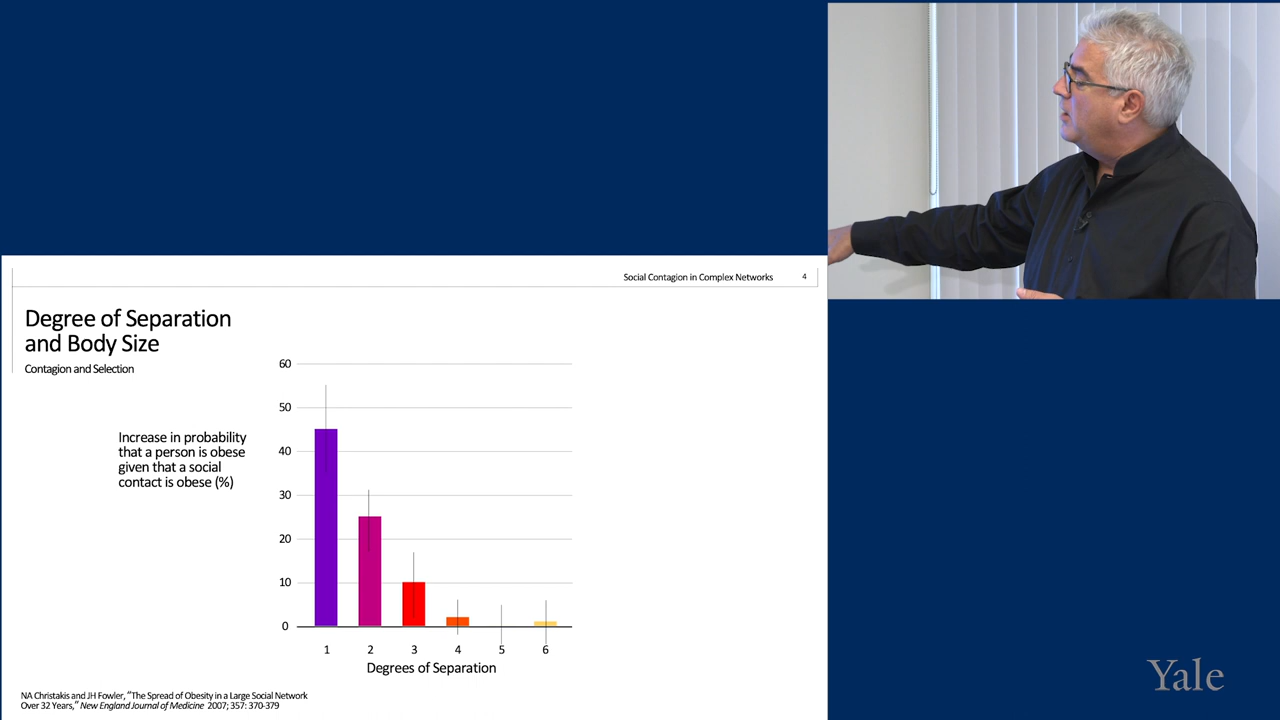 Social Contagion in Complex Networks 4
Degree of Separation
and Body Size
Contagion and Selection
Increase in probability
that a person is obese
given that a social
contact is obese (%)
60
50
40
30
20
10
0
1 2 3 4 5 6
Degrees of Separation
NA Christakis and JH Fowler, "The Spread of Obesity in a Large Social Network
Over 32 Years," New England Journal of Medicine 2007; 357: 370-379
Yale